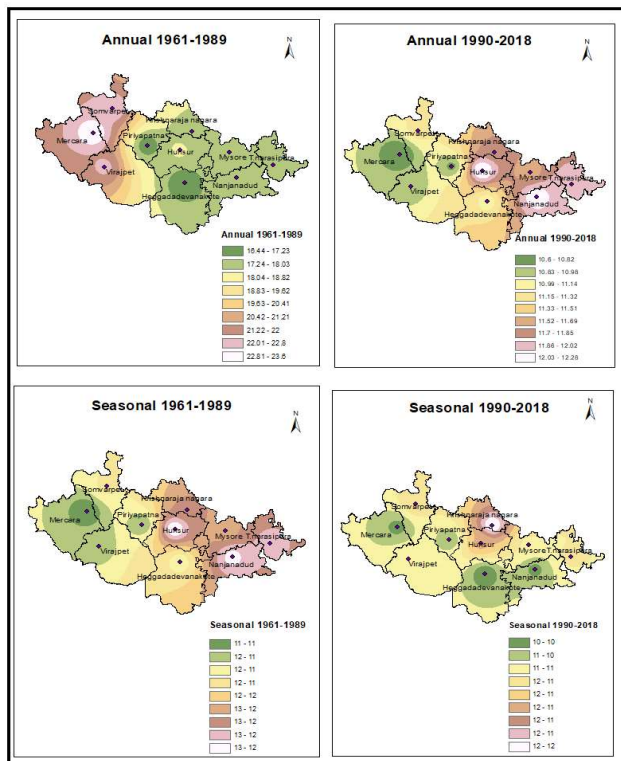 Annual 1961-1989
N
Somvarpet
Mercara
Virajpet
Piriyapatna
Krishnaraja nagara
Hunsur
Mysore
T.narasipura
Nanjanadud
Heggadadevanakote
Annual 1961-1989
16.44 - 17.23
17.24 - 18.03
18.04 - 18.82
18.83 - 19.62
19.63 - 20.41
20.42 - 21.21
21.22 - 22
22.01 - 22.8
22.81 - 23.6
Annual 1990-2018
N
Somvarpet
Mercara
Virajpet
Piriyapatna
Krishnaraja nagara
Hunsur
Mysore
T.narasipura
Nanjanadud
Heggadadevanakote
Annual 1990-2018
10.6 - 10.82
10.83 - 10.98
10.99 - 11.14
11.15 - 11.32
11.33 - 11.51
11.52 - 11.69
11.7 - 11.85
11.86 - 12.02
12.03 - 12.28
Seasonal 1961-1989
N
Somvarpet
Mercara
Virajpet
Piriyapatna
Krishnaraja nagara
Hunsur
Mysore
T.narasipura
Nanjanadud
Heggadadevanakote
Seasonal 1961-1989
11 - 11
12 - 11
12 - 11
12 - 11
12 - 12
13 - 12
13 - 12
13 - 12
13 - 12
Seasonal 1990-2018
N
Somvarpet
Mercara
Virajpet
Piriyapatna
Krishnaraja nagara
Hunsur
Mysore
T.narasipura
Nanjanadud
Heggadadevanakote
Seasonal 1990-2018
10 - 10
11 - 10
11 - 11
12 - 11
12 - 11
12 - 11
12 - 11
12 - 11
12 - 12